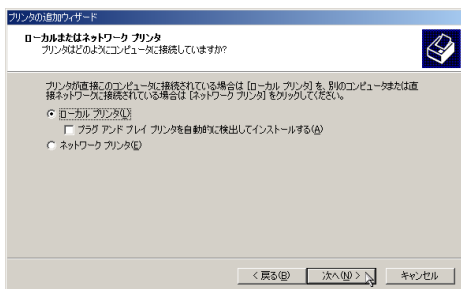 プリンタの追加ウィザード
ローカルまたはネットワーク プリンタ
プリンタはどのようにコンピュータに接続していますか?
プリンタが直接このコンピュータに接続されている場合は [ローカル プリンタ] を、別のコンピュータまたは直
接ネットワークに接続されている場合は [ネットワーク プリンタ] をクリックしてください。
ローカル プリンタ(L)
プラグ アンド プレイ プリンタを自動的に検出してインストールする(A)
ネットワーク プリンタ(E)
< 戻る(B)
次へ(N) >
キャンセル